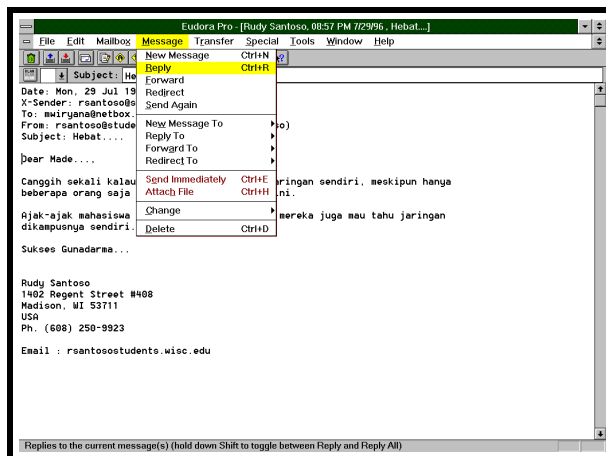 Eudora Pro - [Rudy Santoso, 08:57 PM 7/29/96 , Hebat....]
File Edit Mailbox Message Transfer Special Tools Window Help
New Message Ctrl+N
Reply Ctrl+R
Forward
Redirect
Send Again
New Message To
Reply To
Forward To
Redirect To
Send Immediately Ctrl+E
Attach File Ctrl+H
Change
Delete Ctrl+D
Subject: He
Date: Mon, 29 Jul 19
X-Sender: rsantoso@s
To: mwiryana@netbox.
From: rsantoso@stude so)
Subject: Hebat....
Dear Made....
Canggih sekali kalau aringan sendiri, meskipun hanya
beberapa orang saja ini.
Ajak-ajak mahasiswa mereka juga mau tahu jaringan
dikampusnya sendiri.
Sukses Gunadarma...
Rudy Santoso
1402 Regent Street #408
Madison, WI 53711
USA
Ph. (608) 250-9923
Email : rsantosostudents.wisc.edu
Replies to the current message(s) (hold down Shift to toggle between Reply and Reply All)